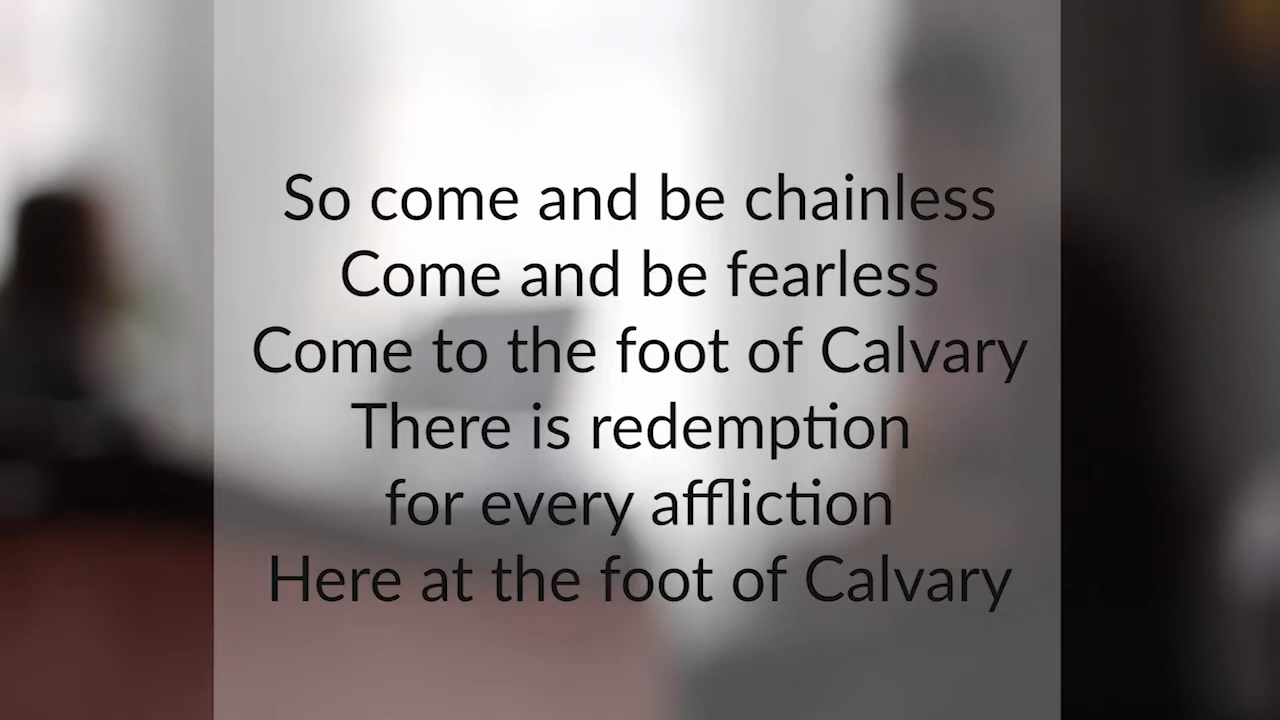 So come and be chainless
Come and be fearless
Come to the foot of Calvary
There is redemption
for every affliction
Here at the foot of Calvary